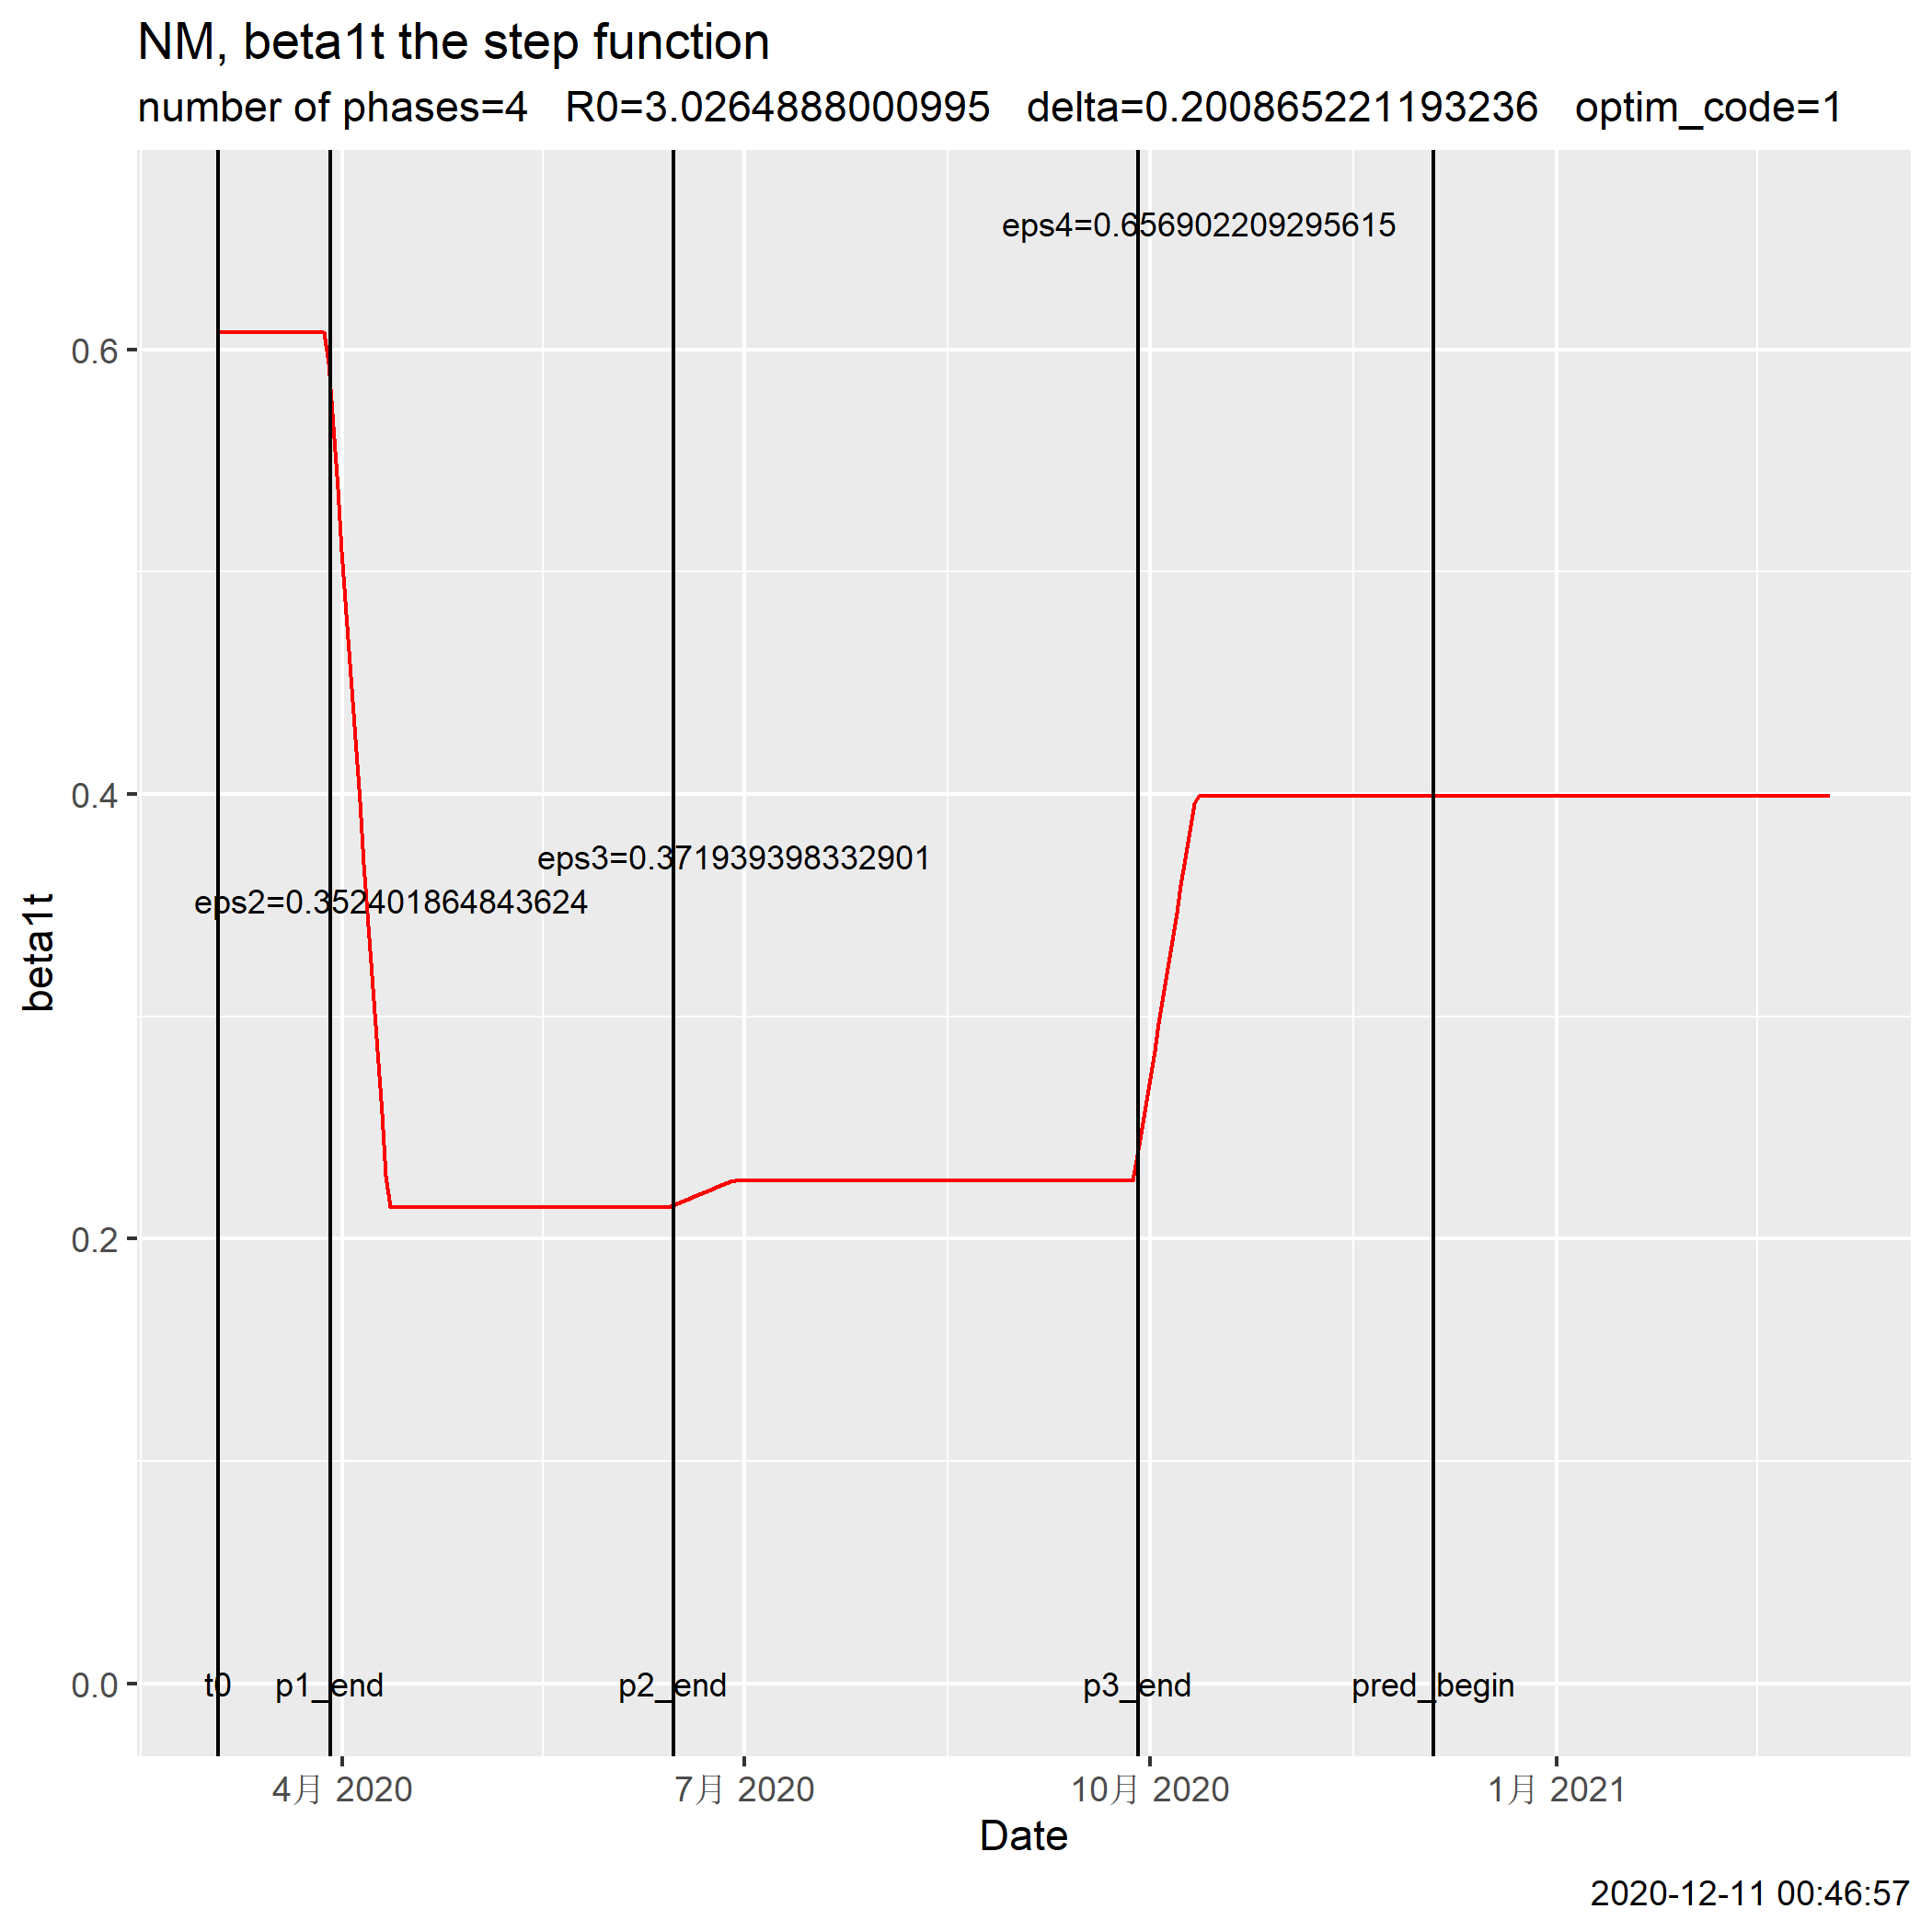 NM, beta1t the step function
number of phases=4   R0=3.0264888000995   delta=0.200865221193236   optim_code=1
eps4=0.656902209295615
0.6
0.4
eps3=0.371939398332901
eps2=0.352401864843624
beta1t
0.2
0.0
t0
p1_end
p2_end
p3_end
pred_begin
4月 2020
7月 2020
10月 2020
1月 2021
Date
2020-12-11 00:46:57